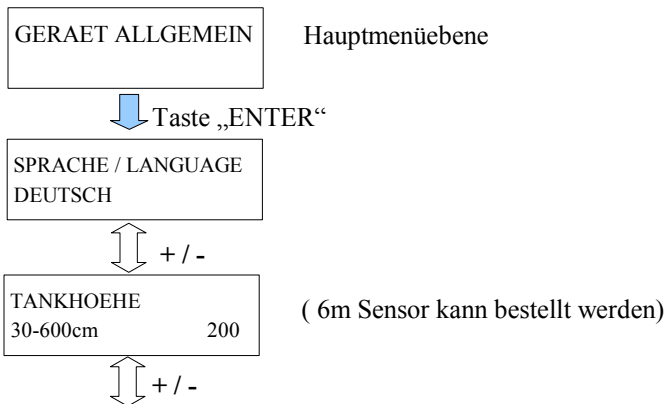 GERAET ALLGEMEIN Hauptmenüebene
Taste „ENTER“
SPRACHE / LANGUAGE
DEUTSCH
+ / -
TANKHOEHE
30-600cm 200
( 6m Sensor kann bestellt werden)
+ / -